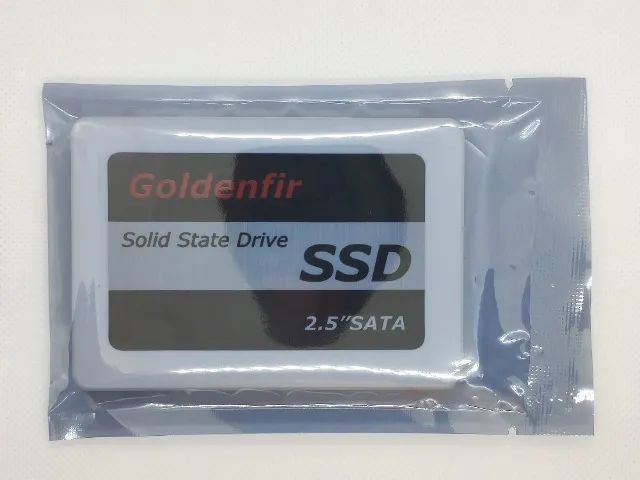 Goldenfir
Solid State Drive
SSD
2.5"SATA